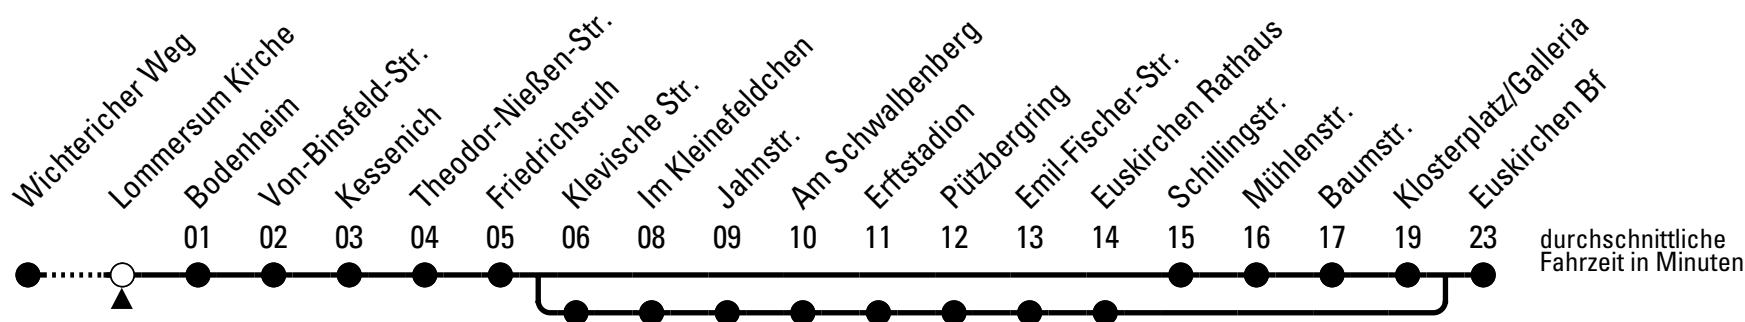 Wichtericher Weg
Lommersum Kirche
Bodenheim
Von-Binsfeld-Str.
Kessenich
Theodor-Nießen-Str.
Friedrichsruh
Klevische Str.
Im Kleinefeldchen
Jahnstr.
Am Schwalbenberg
Erftstadion
Pützbergring
Emil-Fischer-Str.
Euskirchen Rathaus
Schillingstr.
Mühlenstr.
Baumstr.
Klosterplatz/Galleria
Euskirchen Bf
01 02 03 04 05 06 08 09 10 11 12 13 14 15 16 17 19 23
durchschnittliche
Fahrzeit in Minuten